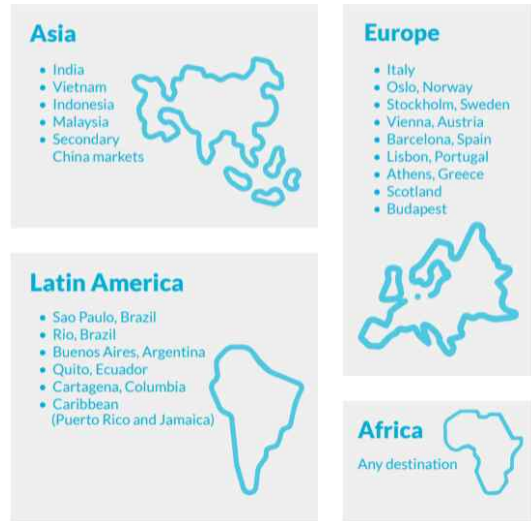 Asia
• India
• Vietnam
• Indonesia
• Malaysia
• Secondary
China markets
Latin America
• Sao Paulo, Brazil
• Rio, Brazil
• Buenos Aires, Argentina
• Quito, Ecuador
• Cartagena, Columbia
• Caribbean
(Puerto Rico and Jamaica)
Europe
• Italy
• Oslo, Norway
• Stockholm, Sweden
• Vienna, Austria
• Barcelona, Spain
• Lisbon, Portugal
• Athens, Greece
• Scotland
• Budapest
Africa
Any destination